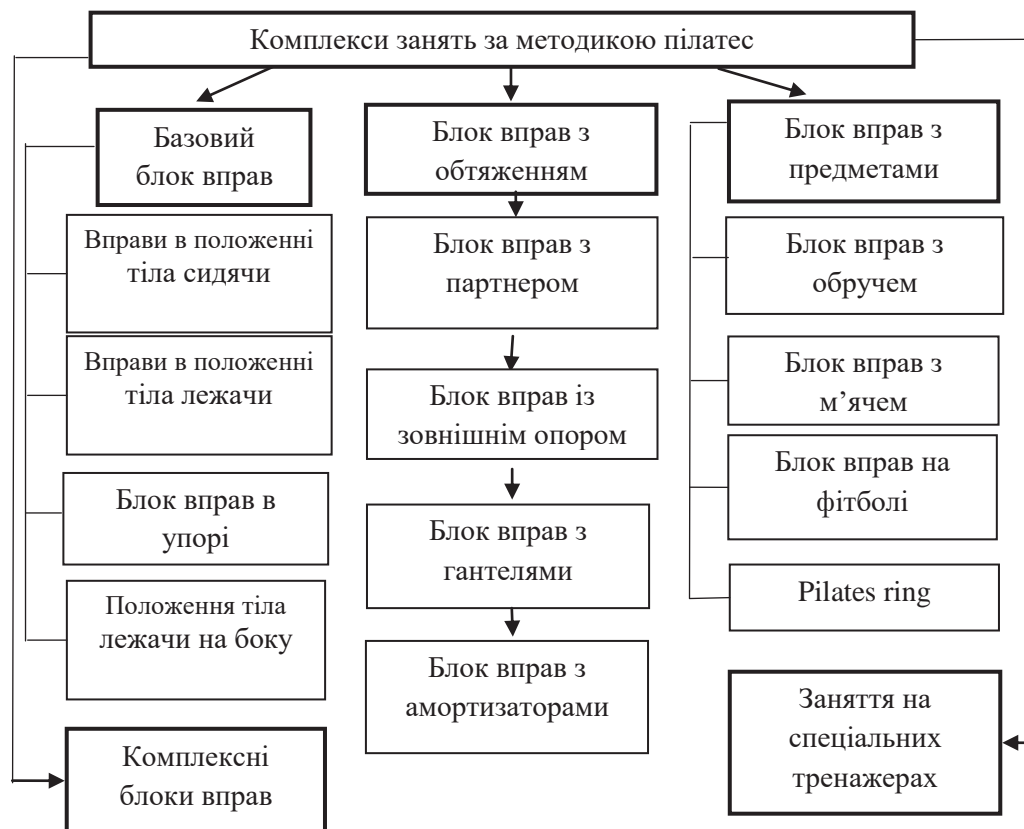 Комплекси занять за методикою пілатес
Базовий
блок вправ
Вправи в положенні
тіла сидячи
Вправи в положенні
тіла лежачи
Блок вправ в
упорі
Положення тіла
лежачи на боку
Комплексні
блоки вправ
Блок вправ з
обтяженням
Блок вправ з
партнером
Блок вправ із
зовнішнім опором
Блок вправ з
гантелями
Блок вправ з
амортизаторами
Блок вправ з
предметами
Блок вправ з
обручем
Блок вправ з
м’ячем
Блок вправ на
фітболі
Pilates ring
Заняття на
спеціальних
тренажерах